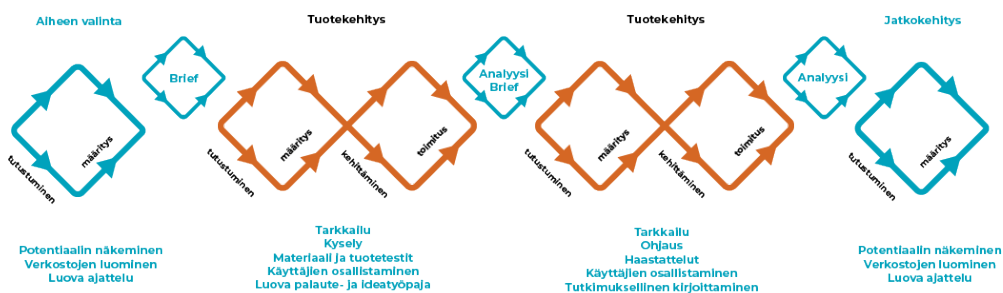 Aiheen valinta
Tuotekehitys
Tuotekehitys
Jatkokehitys
Brief
Analyysi
Brief
Analyysi
tutustuminen
määritys
tutustuminen
määritys
kehittäminen
toimitus
tutustuminen
määritys
kehittäminen
toimitus
tutustuminen
määritys
Potentiaalin näkeminen
Verkostojen luominen
Luova ajattelu
Tarkkailu
Kysely
Materiaali ja tuotetestit
Käyttäjien osallistaminen
Luova palaute- ja ideatyöpaja
Tarkkailu
Ohjaus
Haastattelut
Käyttäjien osallistaminen
Tutkimuksellinen kirjoittaminen
Potentiaalin näkeminen
Verkostojen luominen
Luova ajattelu